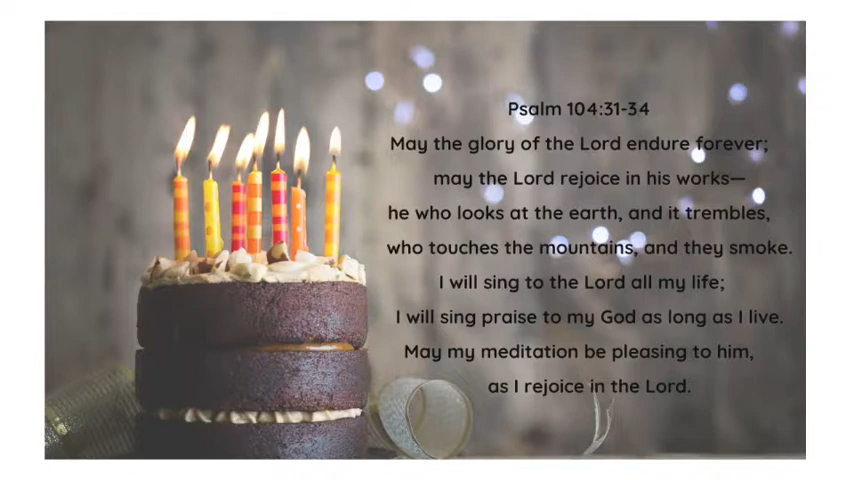 Psalm 104:31-34
May the glory of the Lord endure forever;
may the Lord rejoice in his works—
he who looks at the earth, and it trembles,
who touches the mountains, and they smoke.
I will sing to the Lord all my life;
I will sing praise to my God as long as I live.
May my meditation be pleasing to him,
as I rejoice in the Lord.